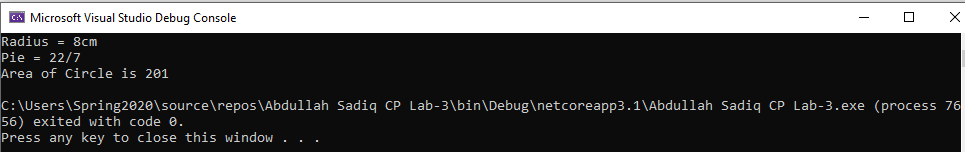 Microsoft Visual Studio Debug Console
Radius = 8cm
Pie = 22/7
Area of Circle is 201
C:\Users\Spring2020\source\repos\Abdullah Sadiq CP Lab-3\bin\Debug\netcoreapp3.1\Abdullah Sadiq CP Lab-3.exe (process 76
56) exited with code 0.
Press any key to close this window . . .